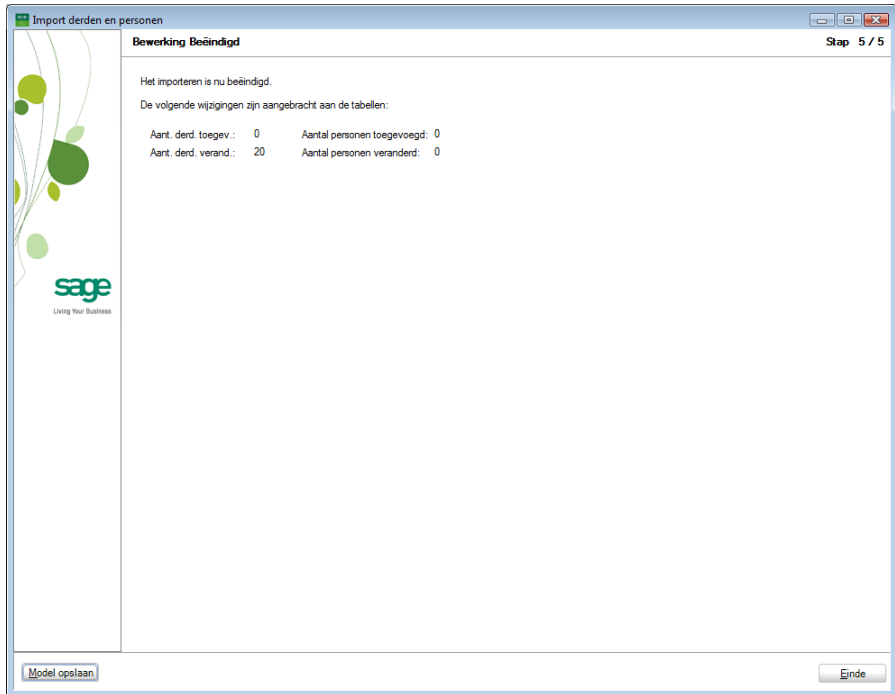 Import derden en personen
Bewerking Beëindigd
Stap 5 / 5
Het importeren is nu beëindigd.
De volgende wijzigingen zijn aangebracht aan de tabellen:
Aant. derd. toegev.: 0 Aantal personen toegevoegd: 0
Aant. derd. verand.: 20 Aantal personen veranderd: 0
sage
Living Your Business
Model opslaan
Einde